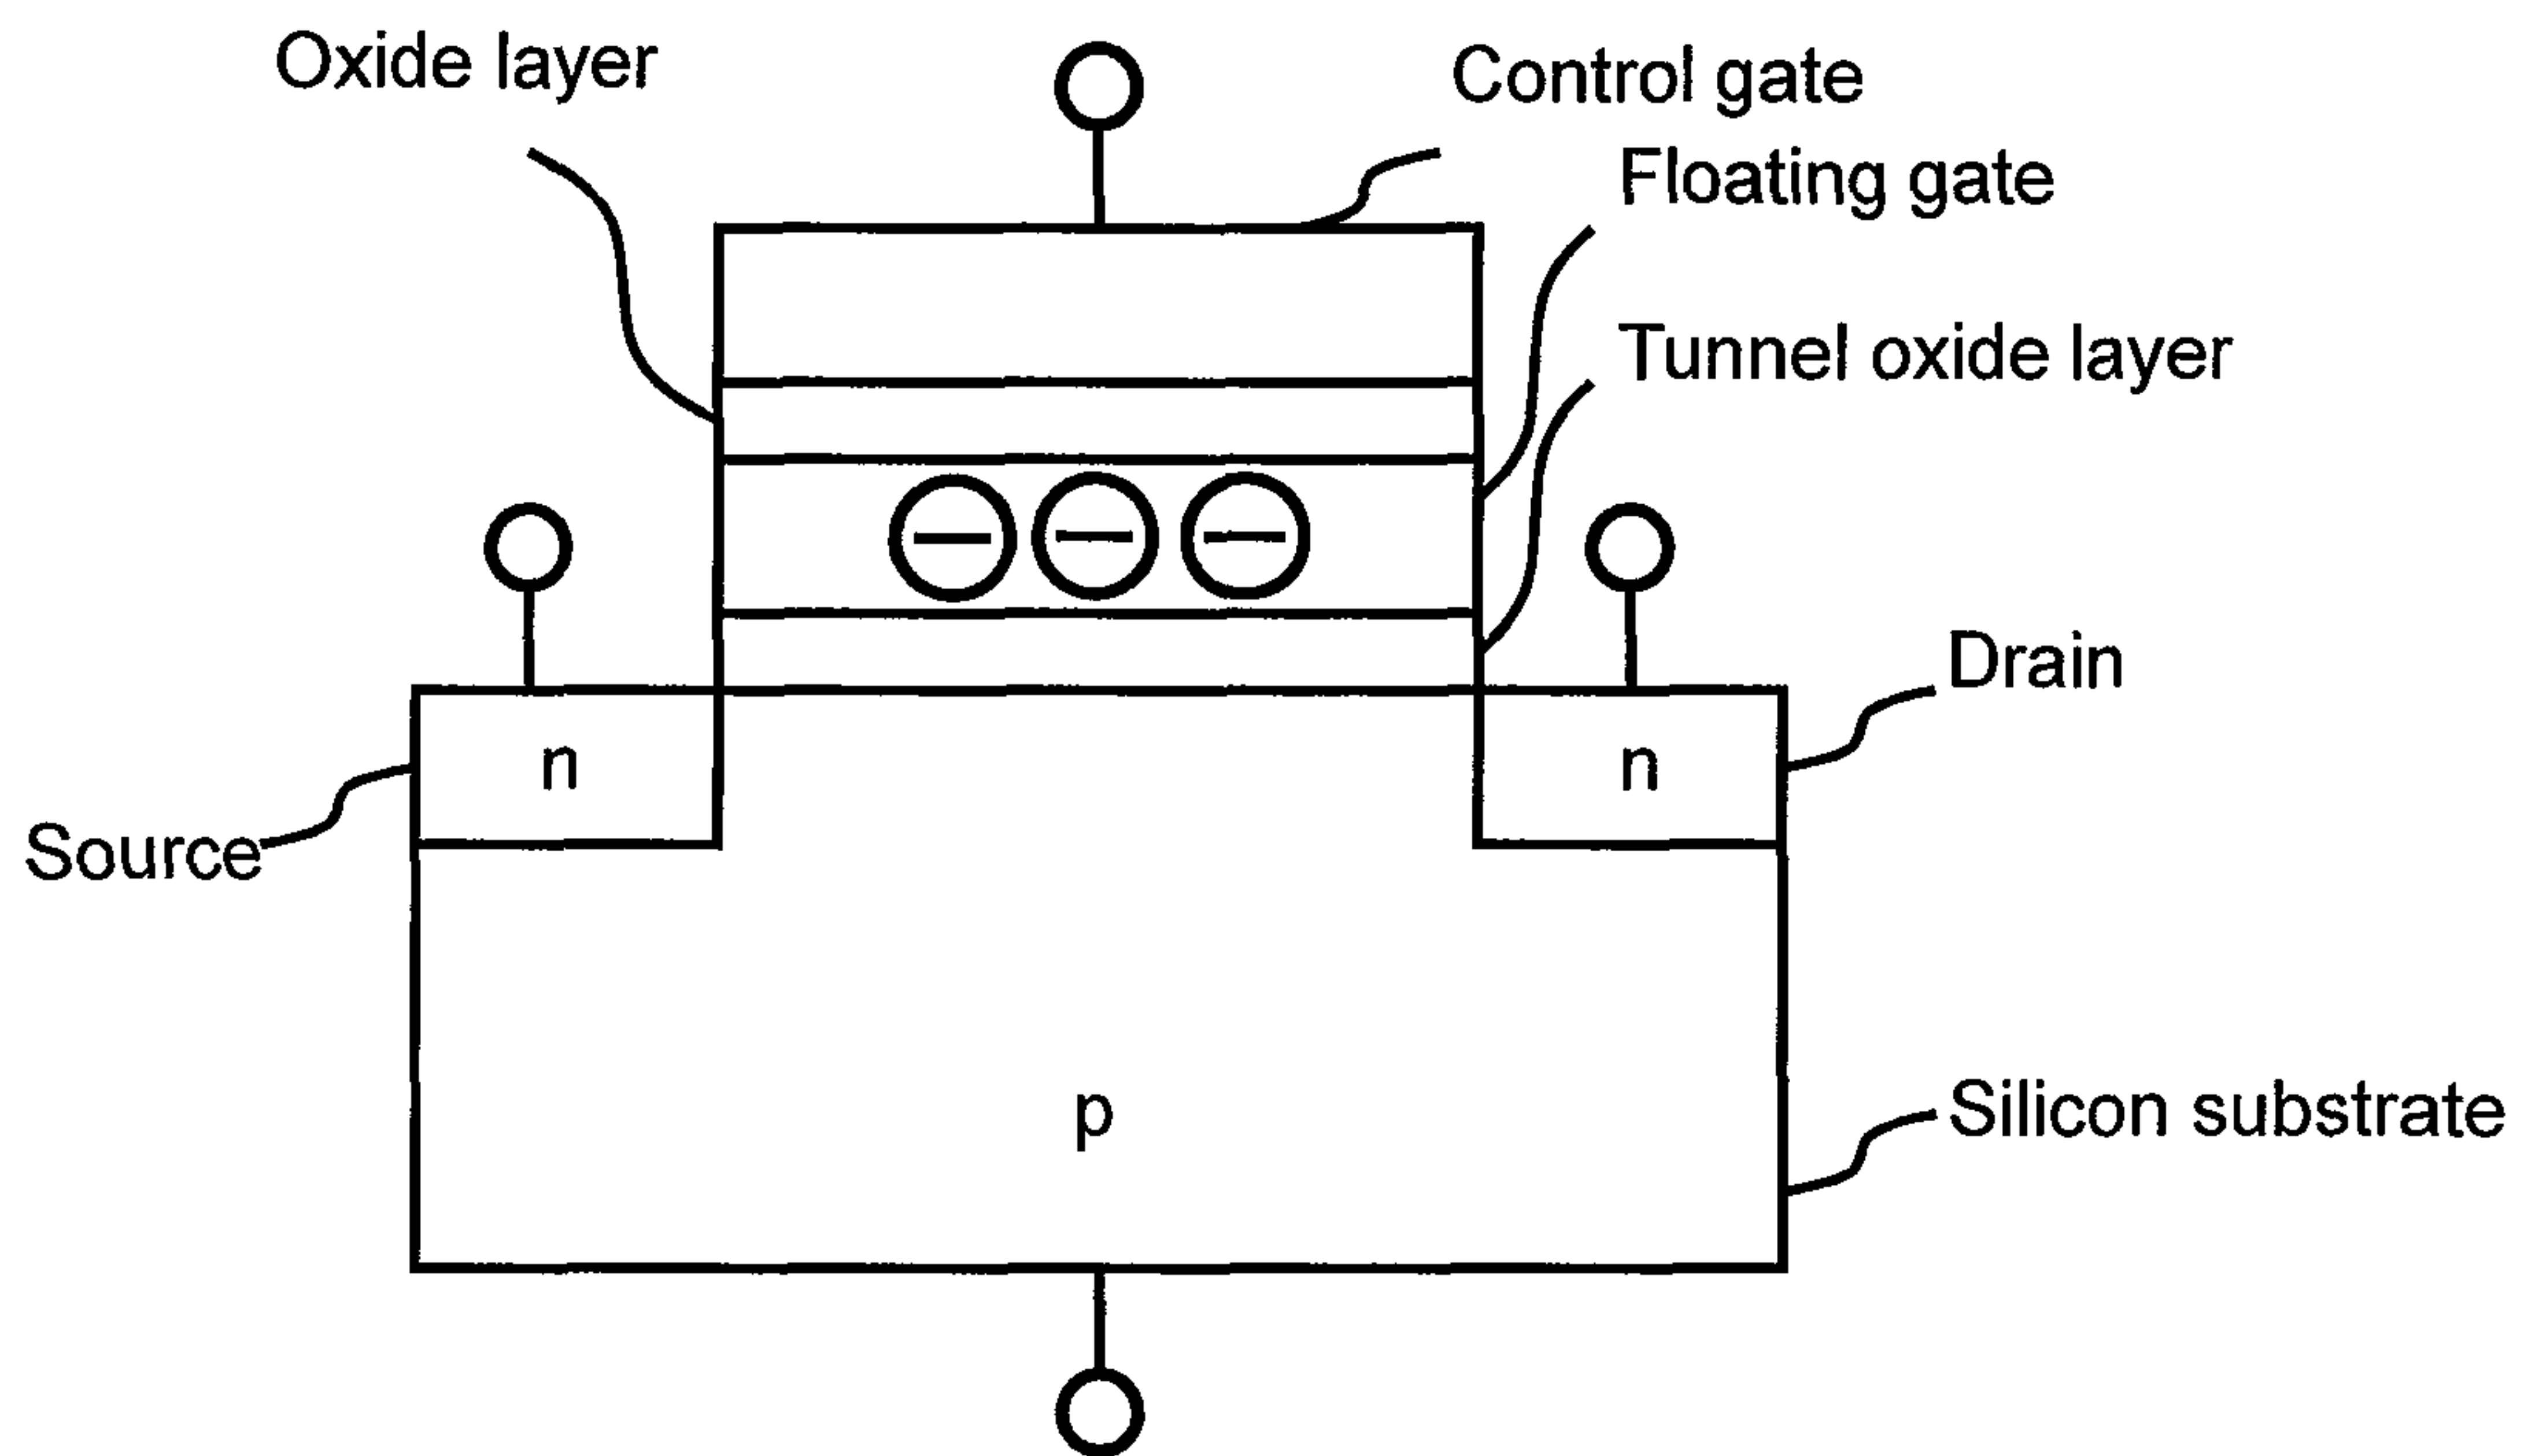 Oxide layer
Control gate
Floating gate
Tunnel oxide layer
Drain
n
n
Source
p
Silicon substrate